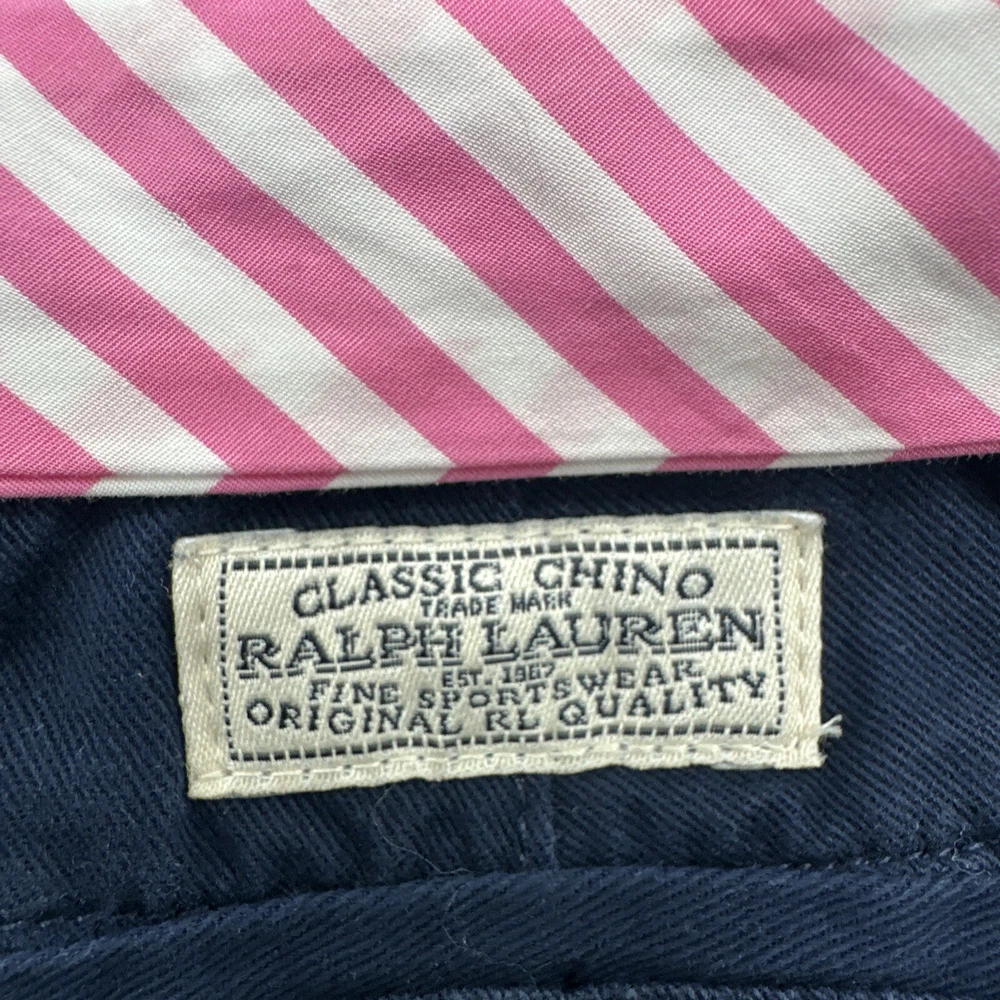 CLASSIC CHINO
TRADE MARK
RALPH LAUREN
EST. 1967
FINE SPORTSWEAR
ORIGINAL RL QUALITY